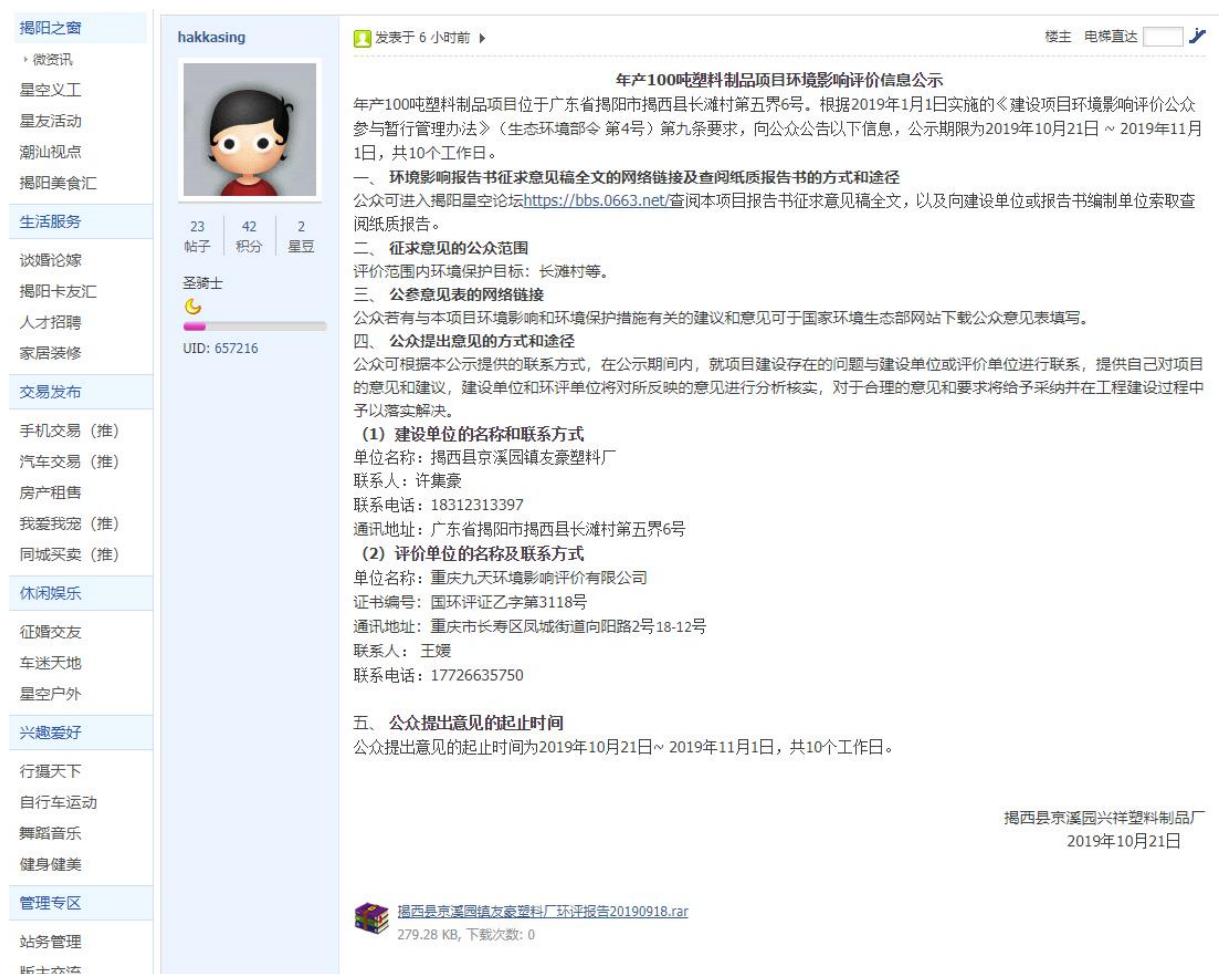 揭阳之窗
微资讯
星空义工
星友活动
潮汕视点
揭阳美食汇
生活服务
谈婚论嫁
揭阳卡友汇
人才招聘
家居装修
交易发布
手机交易（推）
汽车交易（推）
房产租售
我爱我宠（推）
同城买卖（推）
休闲娱乐
征婚交友
车迷天地
星空户外
兴趣爱好
行摄天下
自行车运动
舞蹈音乐
健身健美
管理专区
站务管理
版主交流
hakkasing
23 42 2
帖子 积分 星豆
圣骑士
UID: 657216
发表于 6 小时前
楼主 电梯直达
年产100吨塑料制品项目环境影响评价信息公示
年产100吨塑料制品项目位于广东省揭阳市揭西县长滩村第五界6号。根据2019年1月1日实施的《建设项目环境影响评价公众
参与暂行管理办法》（生态环境部令 第4号）第九条要求，向公众公告以下信息，公示期限为2019年10月21日 ~ 2019年11月
1日，共10个工作日。
一、 环境影响报告书征求意见稿全文的网络链接及查阅纸质报告书的方式和途径
公众可进入揭阳星空论坛https://bbs.0663.net/查阅本项目报告书征求意见稿全文，以及向建设单位或报告书编制单位索取查
阅纸质报告。
二、 征求意见的公众范围
评价范围内环境保护目标：长滩村等。
三、 公参意见表的网络链接
公众若有与本项目环境影响和环境保护措施有关的建议和意见可于国家环境生态部网站下载公众意见表填写。
四、 公众提出意见的方式和途径
公众可根据本公示提供的联系方式，在公示期间内，就项目建设存在的问题与建设单位或评价单位进行联系，提供自己对项目
的意见和建议，建设单位和环评单位将对所反映的意见进行分析核实，对于合理的意见和要求将给予采纳并在工程建设过程中
予以落实解决。
（1）建设单位的名称和联系方式
单位名称：揭西县京溪园镇友豪塑料厂
联系人：许集豪
联系电话：18312313397
通讯地址：广东省揭阳市揭西县长滩村第五界6号
（2）评价单位的名称及联系方式
单位名称：重庆九天环境影响评价有限公司
证书编号：国环评证乙字第3118号
通讯地址：重庆市长寿区凤城街道向阳路2号18-12号
联系人： 王媛
联系电话：17726635750
五、 公众提出意见的起止时间
公众提出意见的起止时间为2019年10月21日~ 2019年11月1日，共10个工作日。
揭西县京溪园兴祥塑料制品厂
2019年10月21日
揭西县京溪园镇友豪塑料厂环评报告20190918.rar
279.28 KB, 下载次数: 0